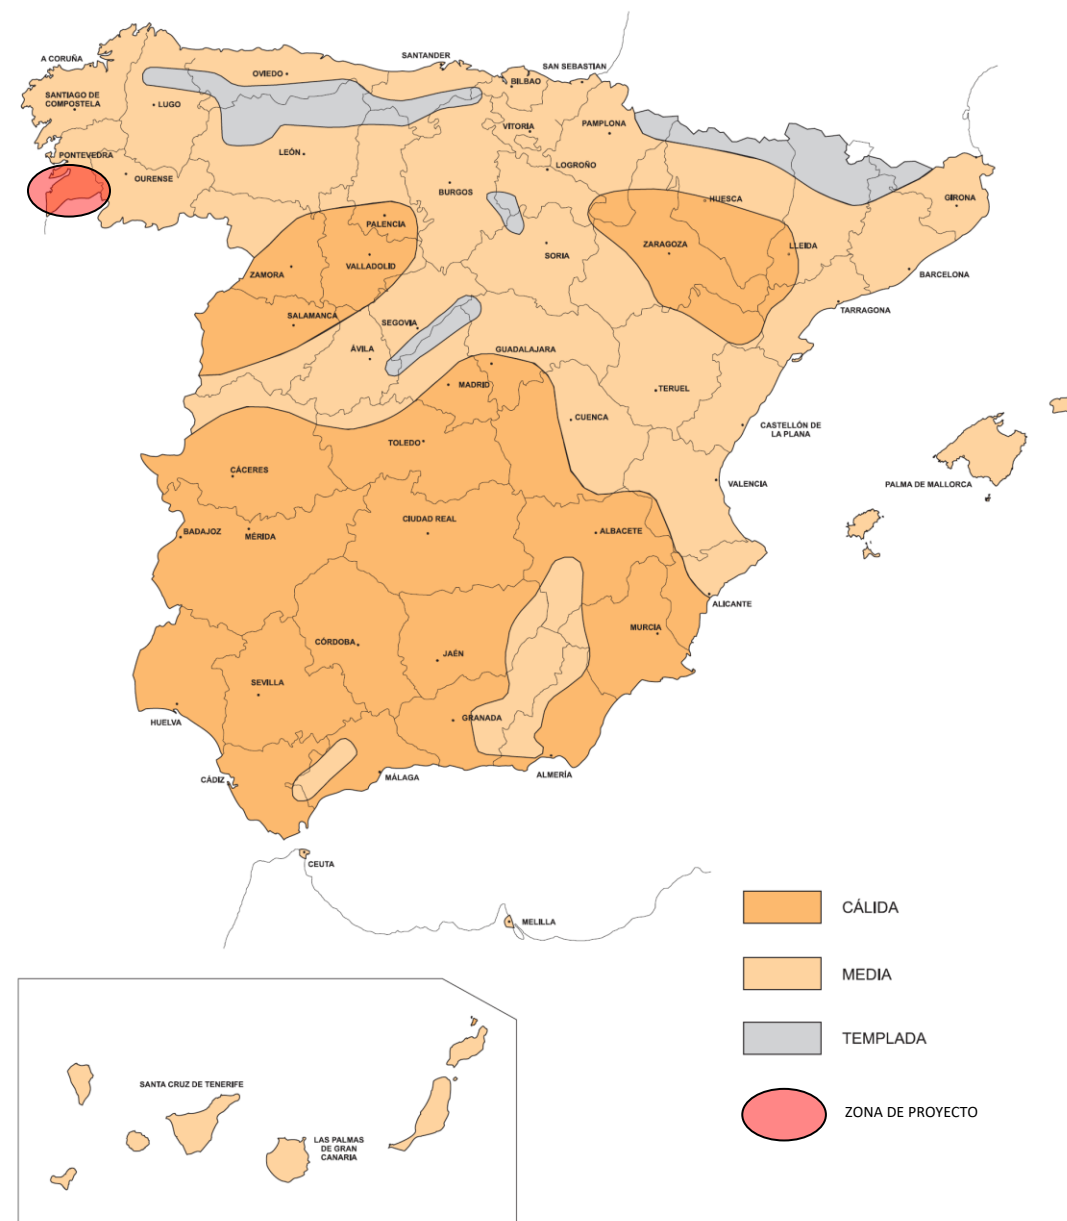 A CORUÑA
SANTANDER
SAN SEBASTIAN
OVIEDO
BILBAO
SANTIAGO DE
COMPOSTELA
LUGO
VITORIA
PAMPLONA
PONTEVEDRA
LEÓN
LOGROÑO
OURENSE
BURGOS
HUESCA
GIRONA
PALENCIA
ZARAGOZA
LLEIDA
SORIA
ZAMORA
VALLADOLID
BARCELONA
TARRAGONA
SALAMANCA
SEGOVIA
ÁVILA
GUADALAJARA
MADRID
TERUEL
CUENCA
CASTELLÓN DE
LA PLANA
TOLEDO
CÁCERES
VALENCIA
PALMA DE MALLORCA
CIUDAD REAL
BADAJOZ
MÉRIDA
ALBACETE
ALICANTE
MURCIA
CÓRDOBA
JAÉN
SEVILLA
HUELVA
GRANADA
CÁDIZ
MÁLAGA
ALMERÍA
CEUTA
MELILLA
CÁLIDA
MEDIA
TEMPLADA
ZONA DE PROYECTO
SANTA CRUZ DE TENERIFE
LAS PALMAS
DE GRAN
CANARIA